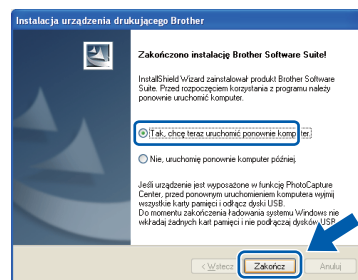 Instalacja urządzenia drukującego Brother
Zakończono instalację Brother Software Suite!
InstallShield Wizard zainstalował produkt Brother Software
Suite. Przed rozpoczęciem korzystania z programu należy
ponownie uruchomić komputer.
Tak, chcę teraz uruchomić ponownie komputer.
Nie, uruchomię ponownie komputer później.
Jeśli urządzenie jest wyposażone w funkcję PhotoCapture
Center, przed ponownym uruchomieniem komputera wyjmij
wszystkie karty pamięci i odłącz dyski USB.
Do momentu zakończenia ładowania systemu Windows nie
wkładaj żadnych kart pamięci i nie podłączaj dysków USB.
< Wstecz Zakończ Anuluj